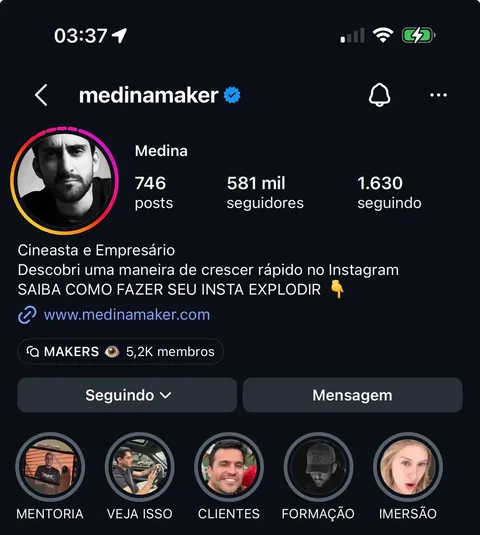 03:37
medinamaker
Medina
746 581 mil 1.630
posts seguidores seguindo
Cineasta e Empresário
Descobri uma maneira de crescer rápido no Instagram
SAIBA COMO FAZER SEU INSTA EXPLODIR 👇
www.medinamaker.com
MAKERS 👁️ 5,2K membros
Seguindo Mensagem
MENTORIA VEJA ISSO CLIENTES FORMAÇÃO IMERSÃO